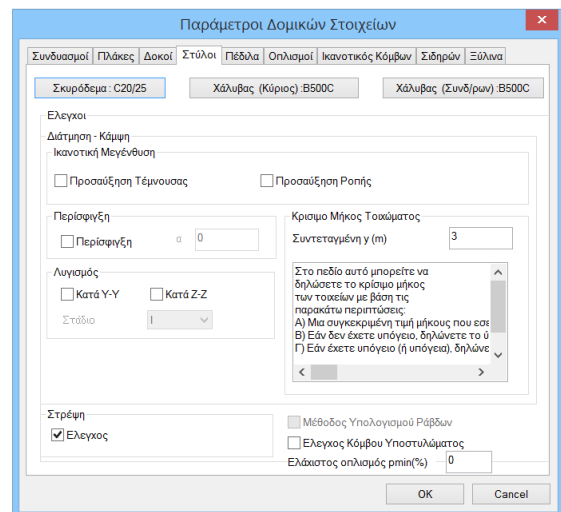 Παράμετροι Δομικών Στοιχείων
Συνδυασμοί Πλάκες Δοκοί Στύλοι Πέδιλα Οπλισμοί Ικανοτικός Κόμβων Σιδηρών Ξύλινα
Σκυρόδεμα : C20/25 Χάλυβας (Κύριος) :B500C Χάλυβας (Συνδ/ρων) :B500C
Ελεγχοι
Διάτμηση - Κάμψη
Ικανοτική Μεγένθυση
Προσαύξηση Τέμνουσας Προσαύξηση Ροπής
Περίσφιγξη
Περίσφιγξη α 0
Λυγισμός
Κατά Υ-Υ Κατά Ζ-Ζ
Στάδιο I
Κρισιμο Μήκος Τοιχώματος
Συντεταγμένη y (m) 3
Στο πεδίο αυτό μπορείτε να
δηλώσετε το κρίσιμο μήκος
των τοιχείων με βάση τις
παρακάτω περιπτώσεις:
Α) Μια συγκεκριμένη τιμή μήκους που εσε
Β) Εάν δεν έχετε υπόγειο, δηλώνετε το ύ
Γ) Εάν έχετε υπόγειο (ή υπόγεια), δηλώνε
Στρέψη
Ελεγχος
Μέθοδος Υπολογισμού Ράβδων
Ελεγχος Κόμβου Υποστυλώματος
Ελάχιστος οπλισμός pmin(%) 0
OK Cancel